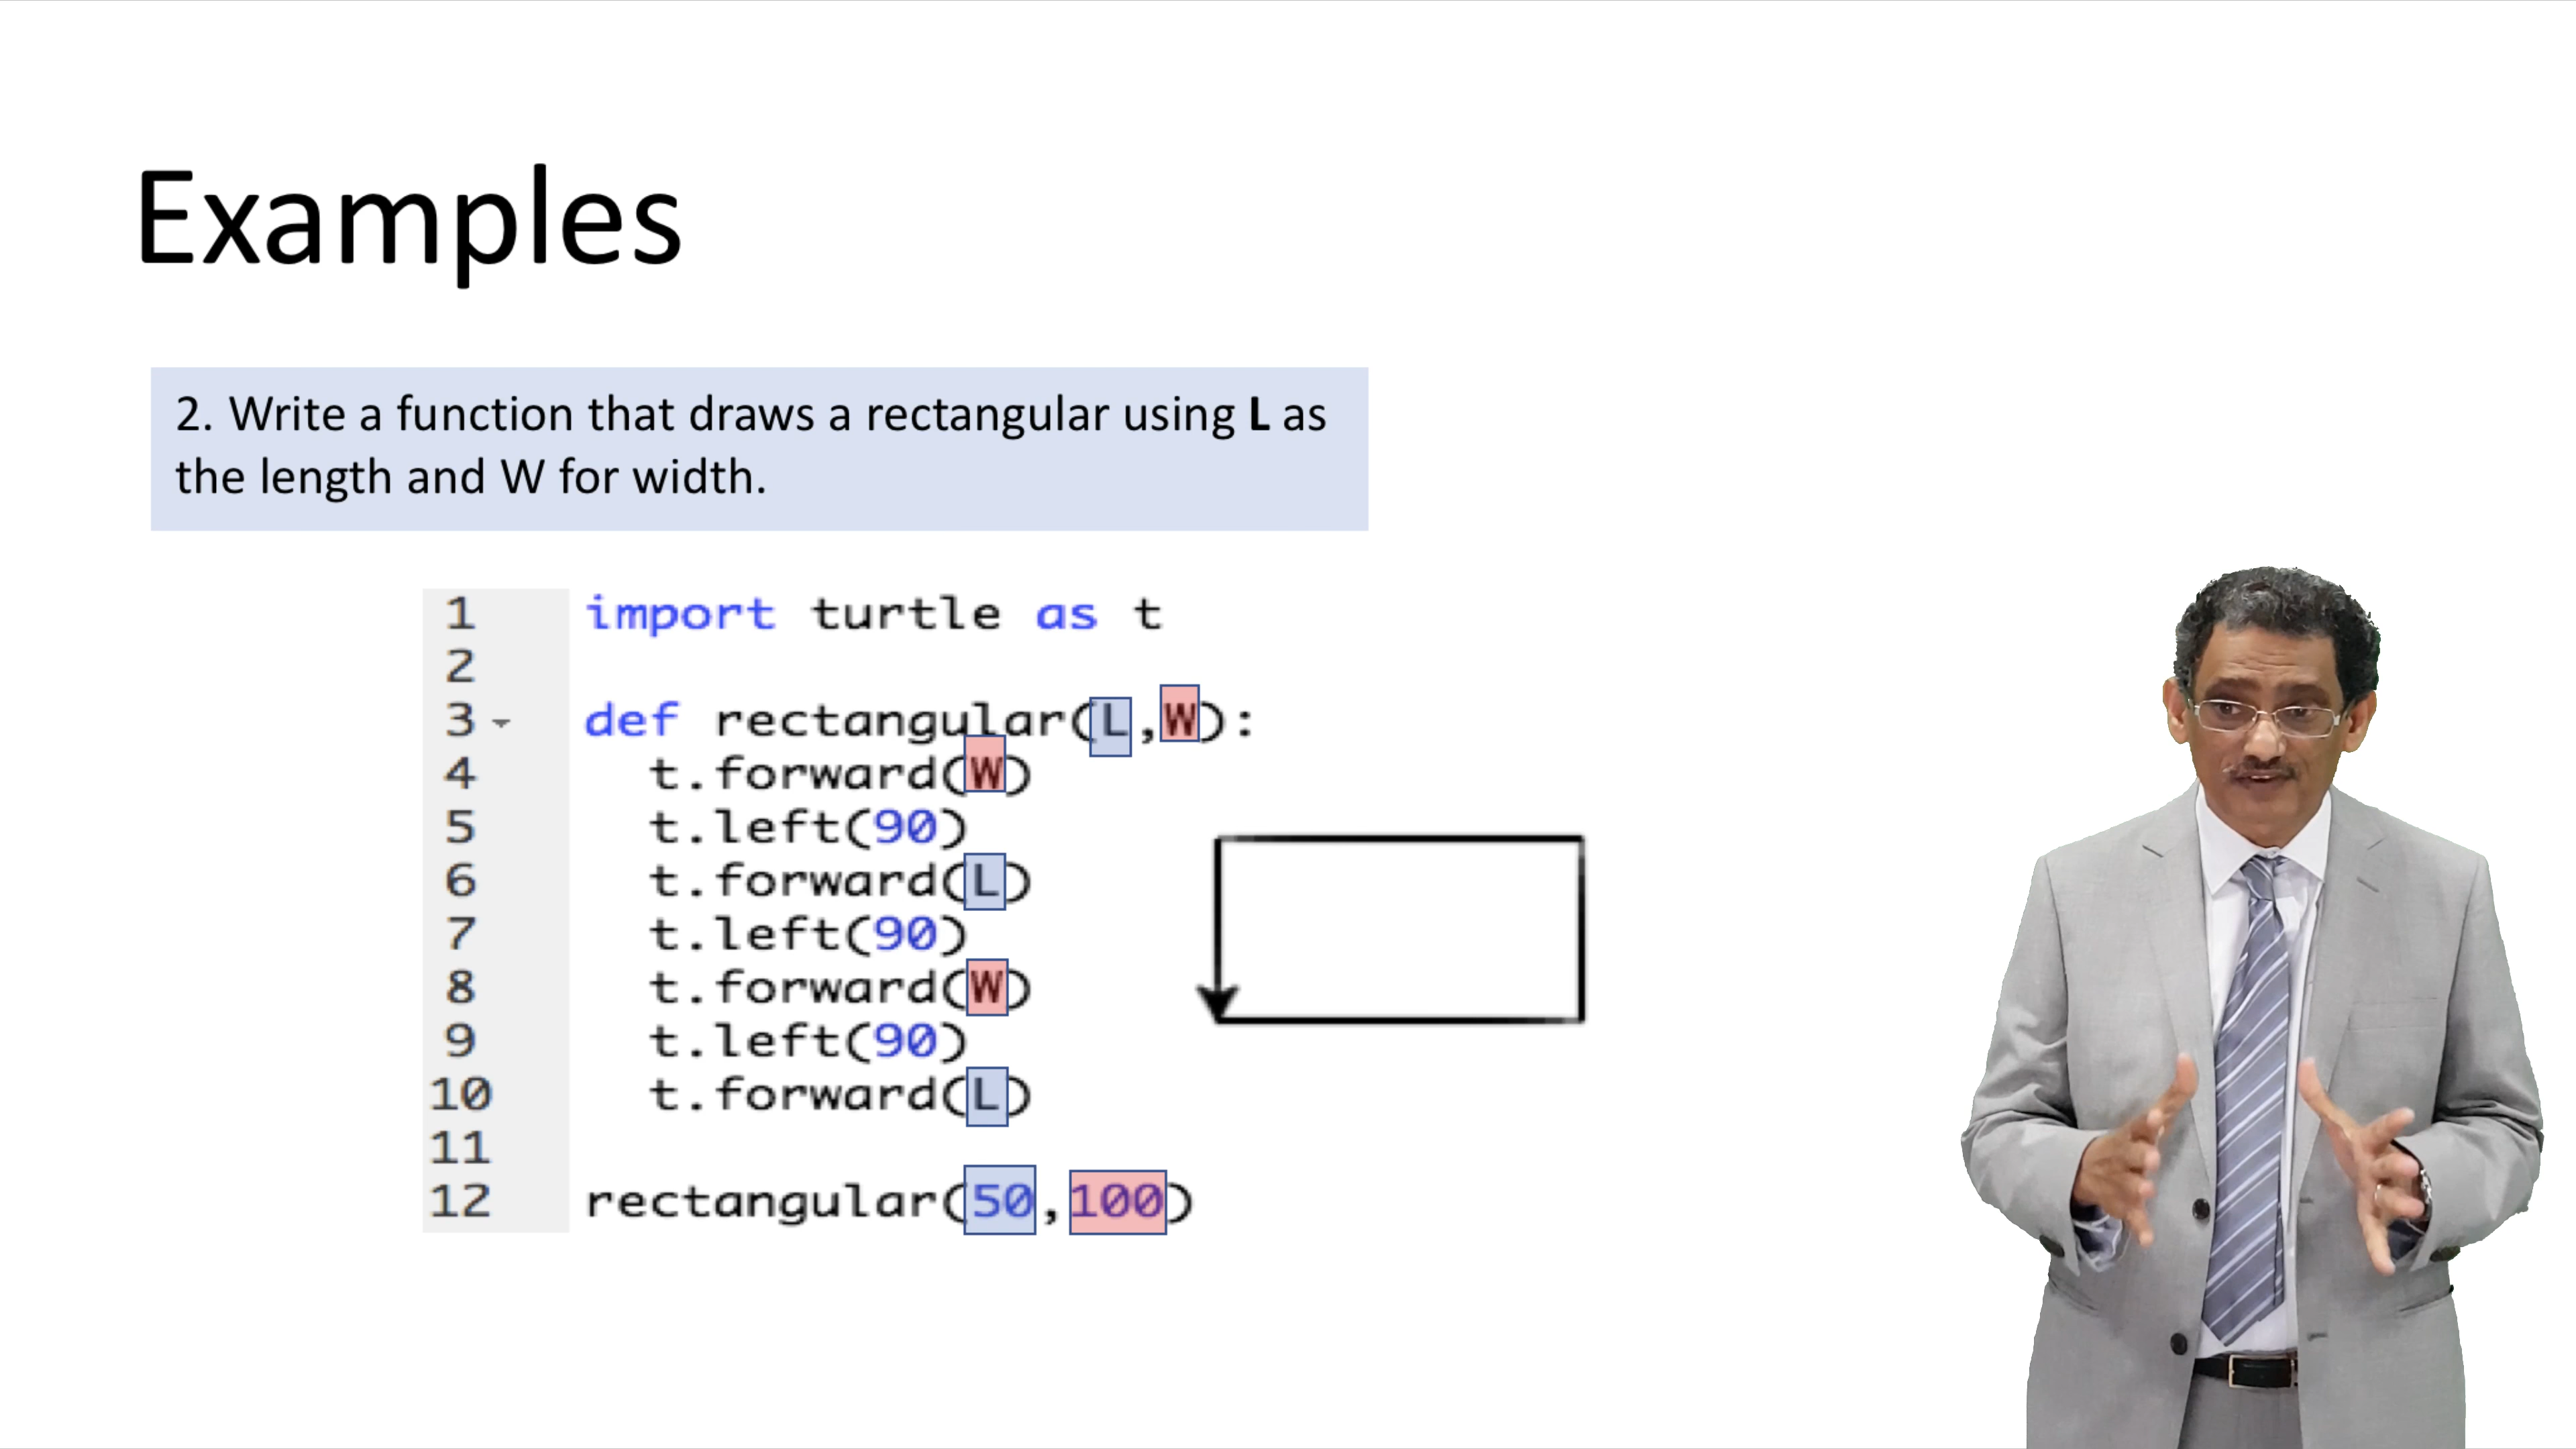 Examples
2. Write a function that draws a rectangular using L as
the length and W for width.
1 import turtle as t
2
3 def rectangular(L,W):
4 t.forward(W)
5 t.left(90)
6 t.forward(L)
7 t.left(90)
8 t.forward(W)
9 t.left(90)
10 t.forward(L)
11
12 rectangular(50,100)